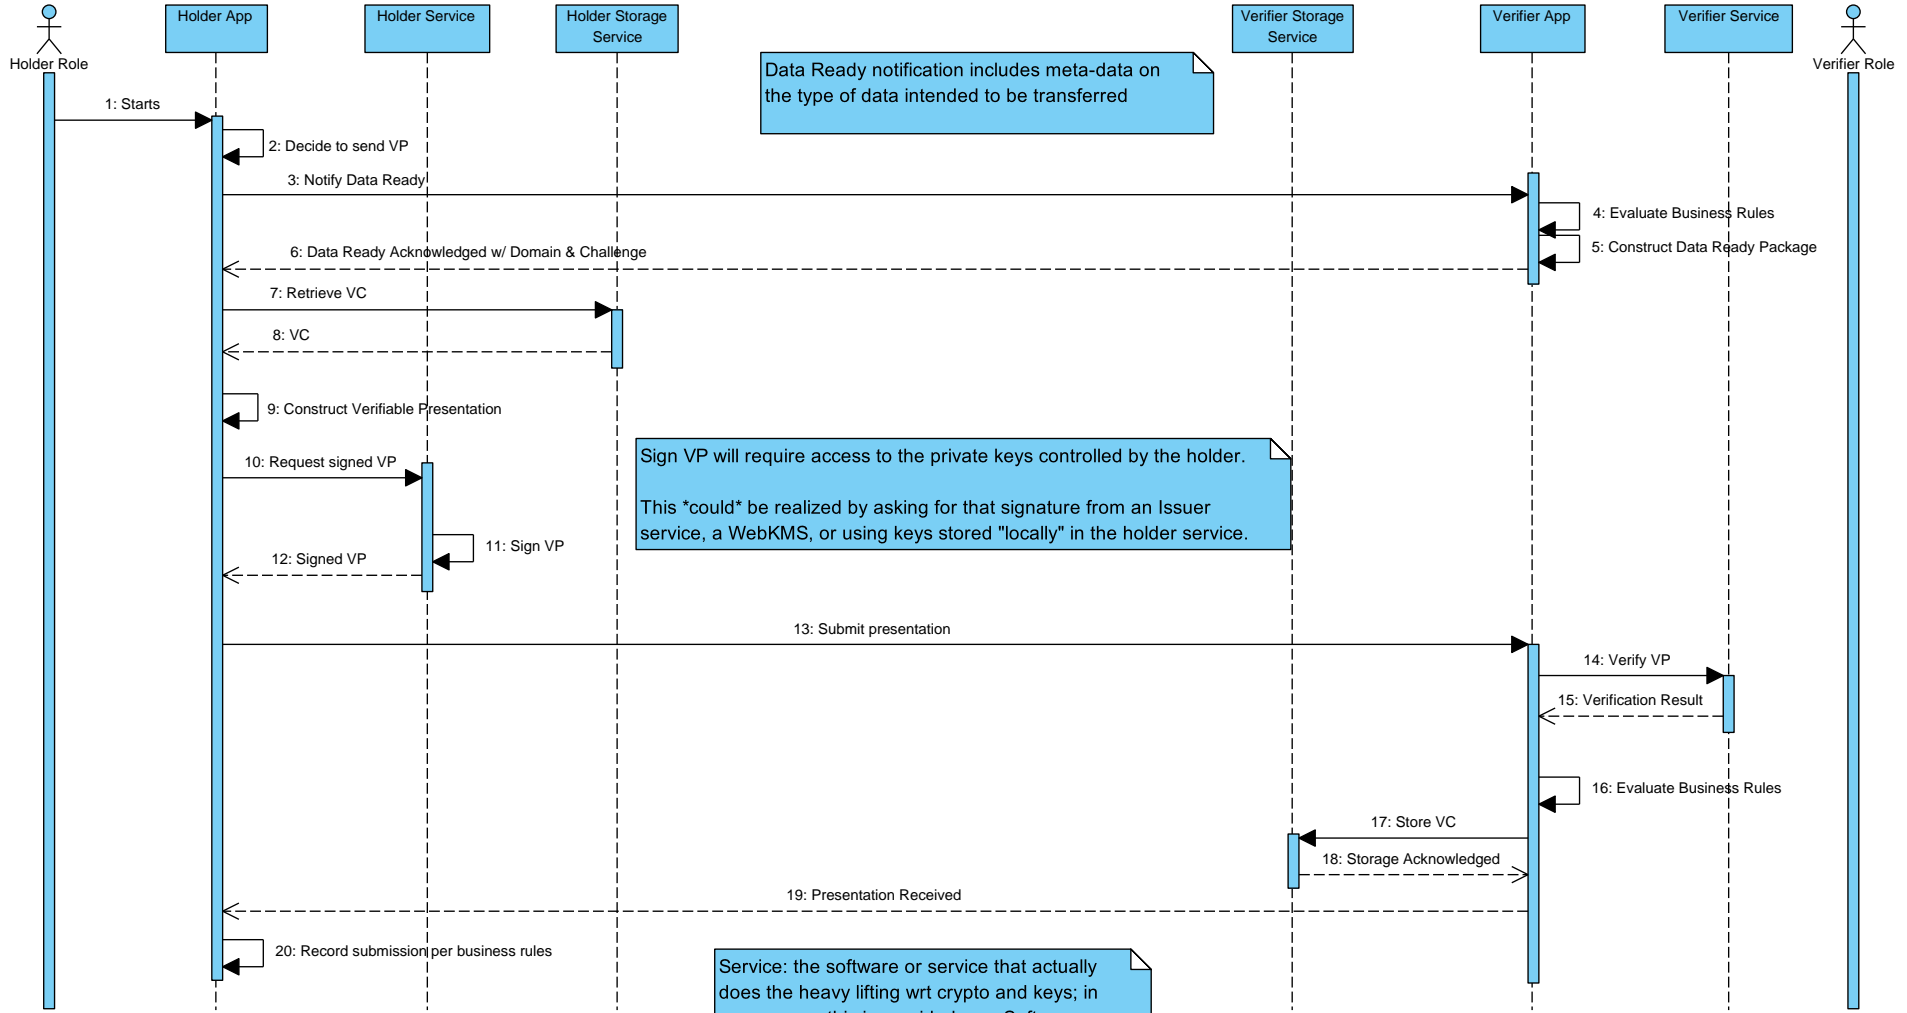 Holder App
Holder Service
Holder Storage
Service
Verifier Storage
Service
Verifier App
Verifier Service
Holder Role
Verifier Role
Data Ready notification includes meta-data on
the type of data intended to be transferred
1: Starts
2: Decide to send VP
3: Notify Data Ready
4: Evaluate Business Rules
5: Construct Data Ready Package
6: Data Ready Acknowledged w/ Domain & Challenge
7: Retrieve VC
8: VC
9: Construct Verifiable Presentation
10: Request signed VP
Sign VP will require access to the private keys controlled by the holder.
This *could* be realized by asking for that signature from an Issuer
service, a WebKMS, or using keys stored "locally" in the holder service.
11: Sign VP
12: Signed VP
13: Submit presentation
14: Verify VP
15: Verification Result
16: Evaluate Business Rules
17: Store VC
18: Storage Acknowledged
19: Presentation Received
20: Record submission per business rules
Service: the software or service that actually
does the heavy lifting wrt crypto and keys; in